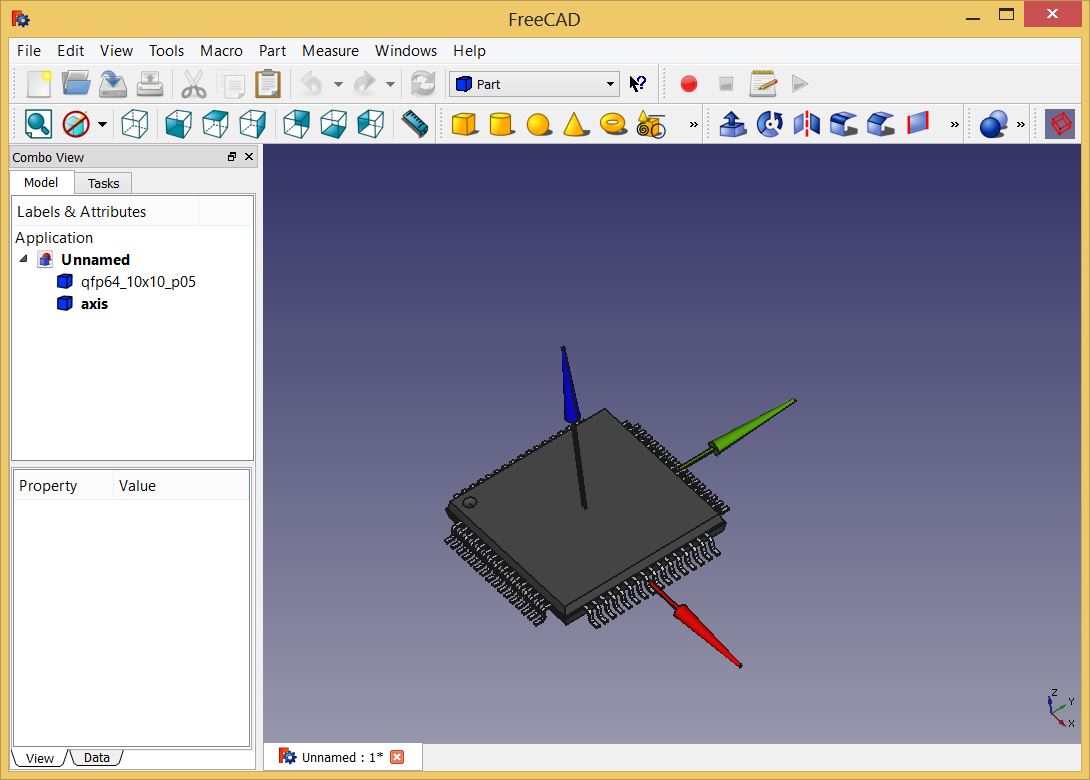 FreeCAD
File Edit View Tools Macro Part Measure Windows Help
Part
Combo View
Model Tasks
Labels & Attributes
Application
Unnamed
qfp64_10x10_p05
axis
Property Value
View Data
Z
Y
X
Unnamed : 1*